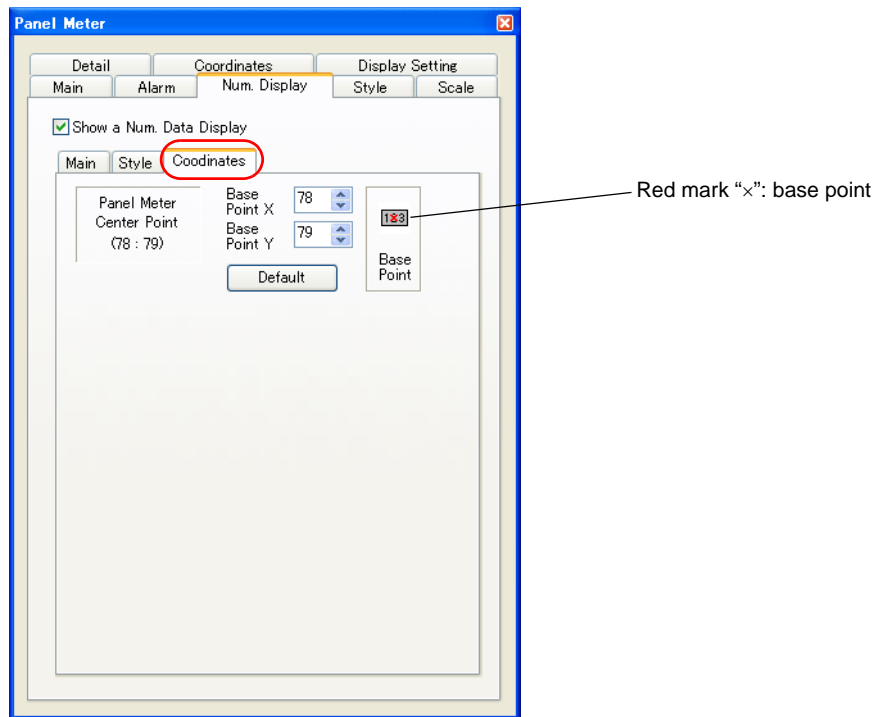 Panel Meter
Detail Coordinates Display Setting
Main Alarm Num. Display Style Scale
Show a Num. Data Display
Main Style Coodinates
Panel Meter
Center Point
(78 : 79)
Base
Point X 78
Base
Point Y 79
Default
123
Base
Point
Red mark “×”: base point